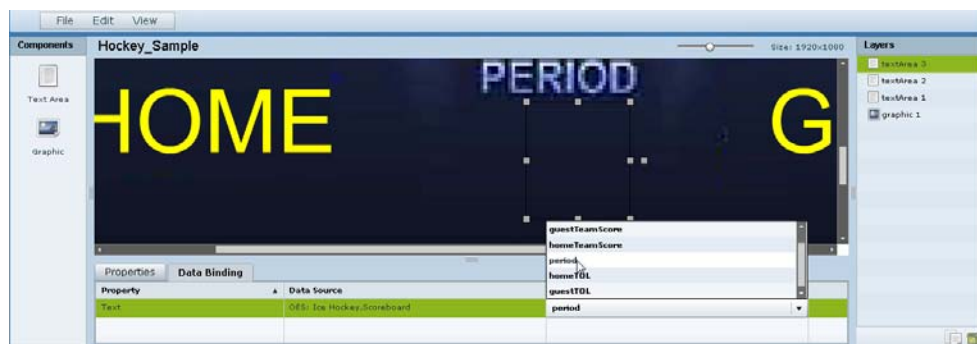 File Edit View
Components
Hockey_Sample
Size: 1920x1080
Layers
Text Area
Graphic
PERIOD
HOME
G
textArea 3
textArea 2
textArea 1
graphic 1
guestTeamScore
homeTeamScore
period
homeTOL
guestTOL
Properties Data Binding
Property Data Source
Text OES: Ice Hockey.Scoreboard period